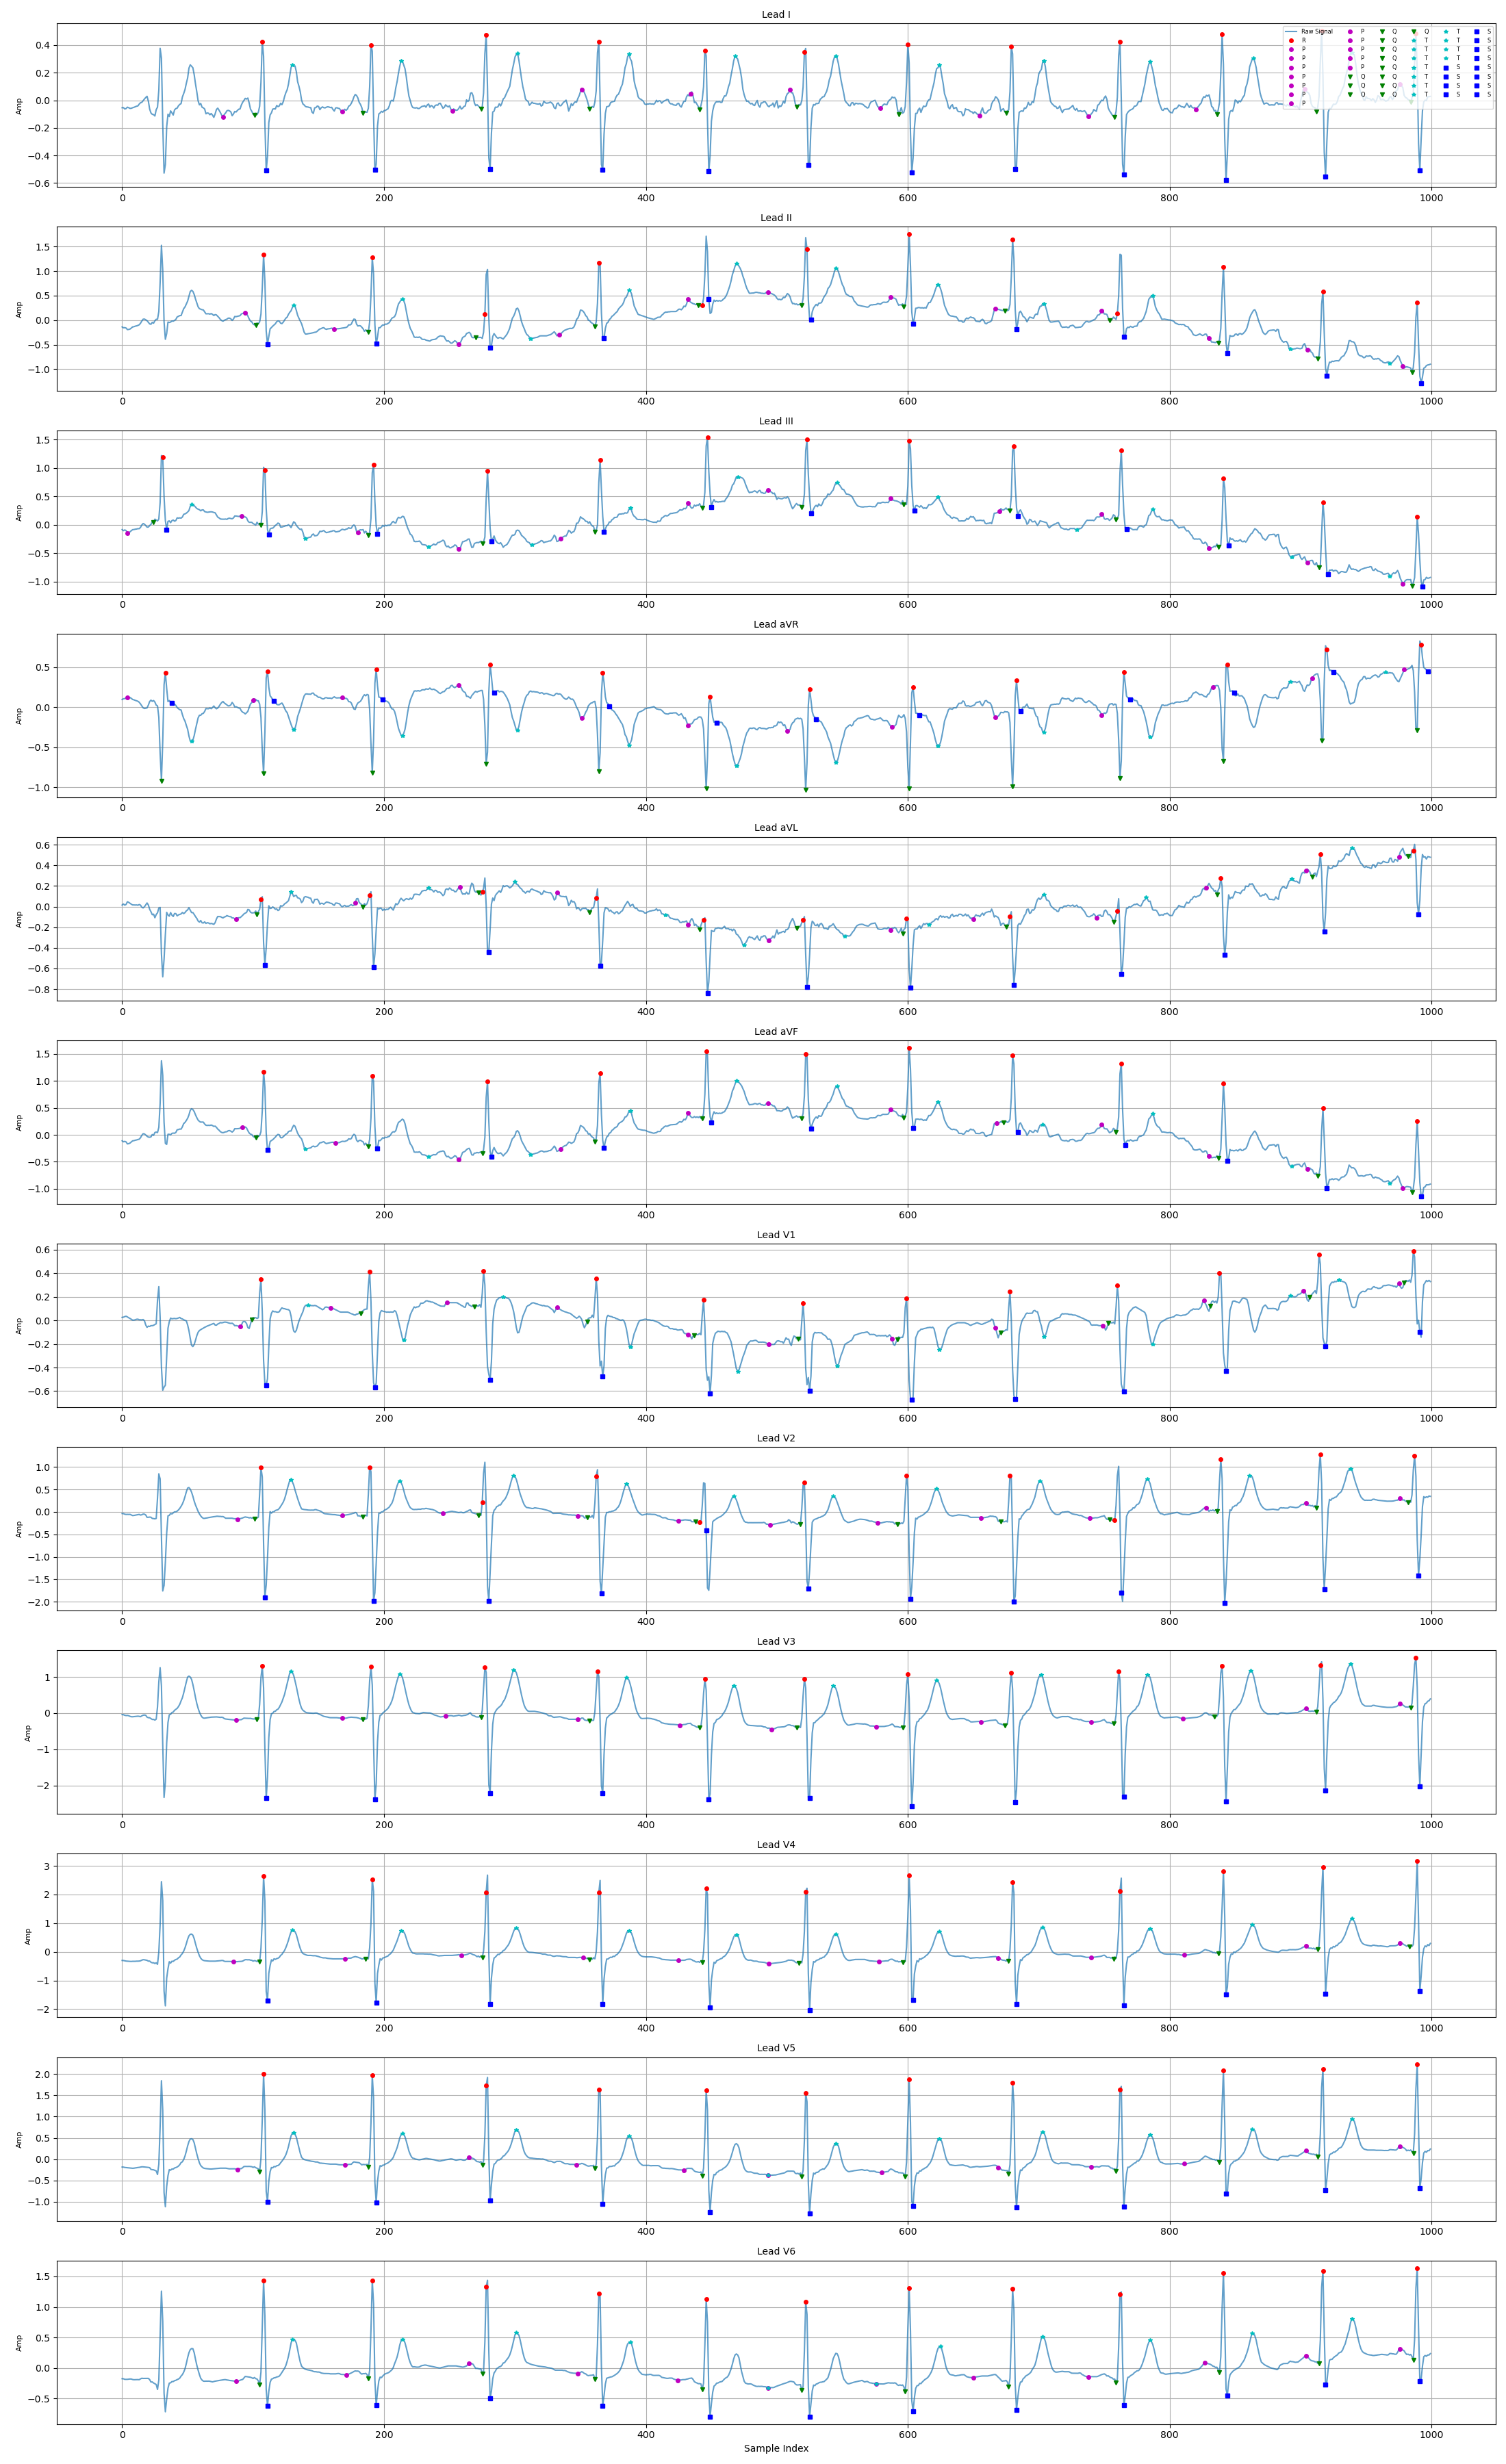 Lead I
Raw Signal P Q Q T T S S
R P Q T T S
P P Q T T S
P P Q T S S
P Q Q T S S
P Q Q T S S
P Q Q T S S
P
Amp
0.4
0.2
0.0
−0.2
−0.4
−0.6
0 200 400 600 800 1000
Lead II
Amp
1.5
1.0
0.5
0.0
−0.5
−1.0
0 200 400 600 800 1000
Lead III
Amp
1.5
1.0
0.5
0.0
−0.5
−1.0
0 200 400 600 800 1000
Lead aVR
Amp
0.5
0.0
−0.5
−1.0
0 200 400 600 800 1000
Lead aVL
Amp
0.6
0.4
0.2
0.0
−0.2
−0.4
−0.6
−0.8
0 200 400 600 800 1000
Lead aVF
Amp
1.5
1.0
0.5
0.0
−0.5
−1.0
0 200 400 600 800 1000
Lead V1
Amp
0.6
0.4
0.2
0.0
−0.2
−0.4
−0.6
0 200 400 600 800 1000
Lead V2
Amp
1.0
0.5
0.0
−0.5
−1.0
−1.5
−2.0
0 200 400 600 800 1000
Lead V3
Amp
1
0
−1
−2
0 200 400 600 800 1000
Lead V4
Amp
3
2
1
0
−1
−2
0 200 400 600 800 1000
Lead V5
Amp
2.0
1.5
1.0
0.5
0.0
−0.5
−1.0
0 200 400 600 800 1000
Lead V6
Amp
1.5
1.0
0.5
0.0
−0.5
0 200 400 600 800 1000
Sample Index